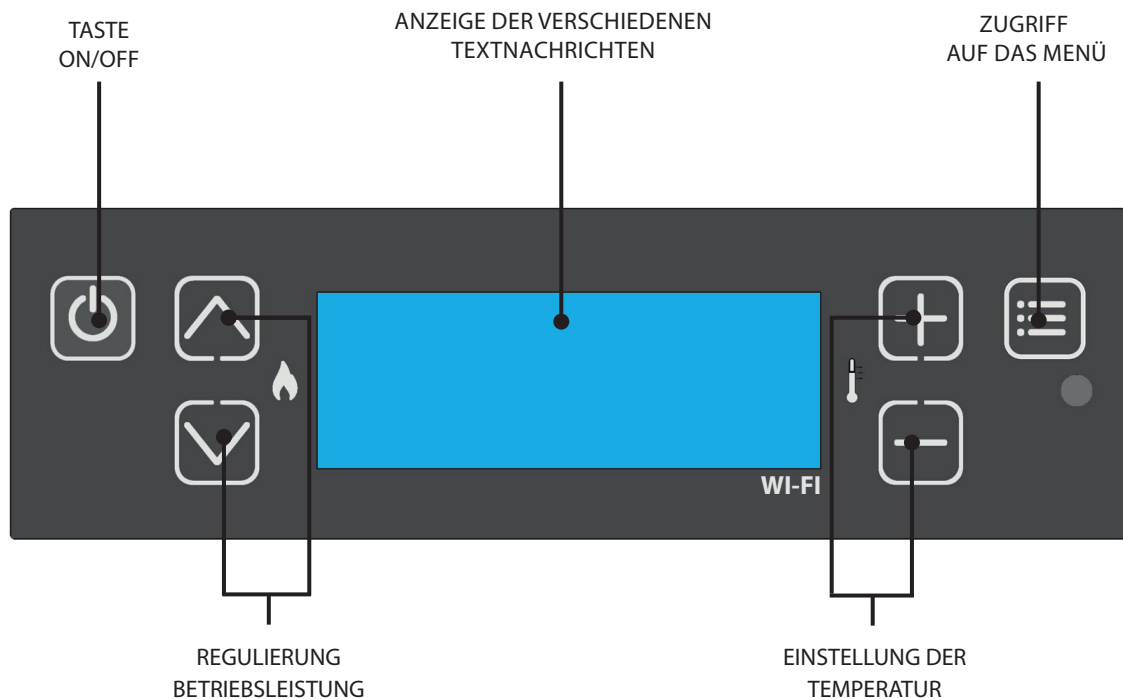 TASTE
ON/OFF
ANZEIGE DER VERSCHIEDENEN
TEXTNACHRICHTEN
ZUGRIFF
AUF DAS MENÜ
WI-FI
REGULIERUNG
BETRIEBSLEISTUNG
EINSTELLUNG DER
TEMPERATUR